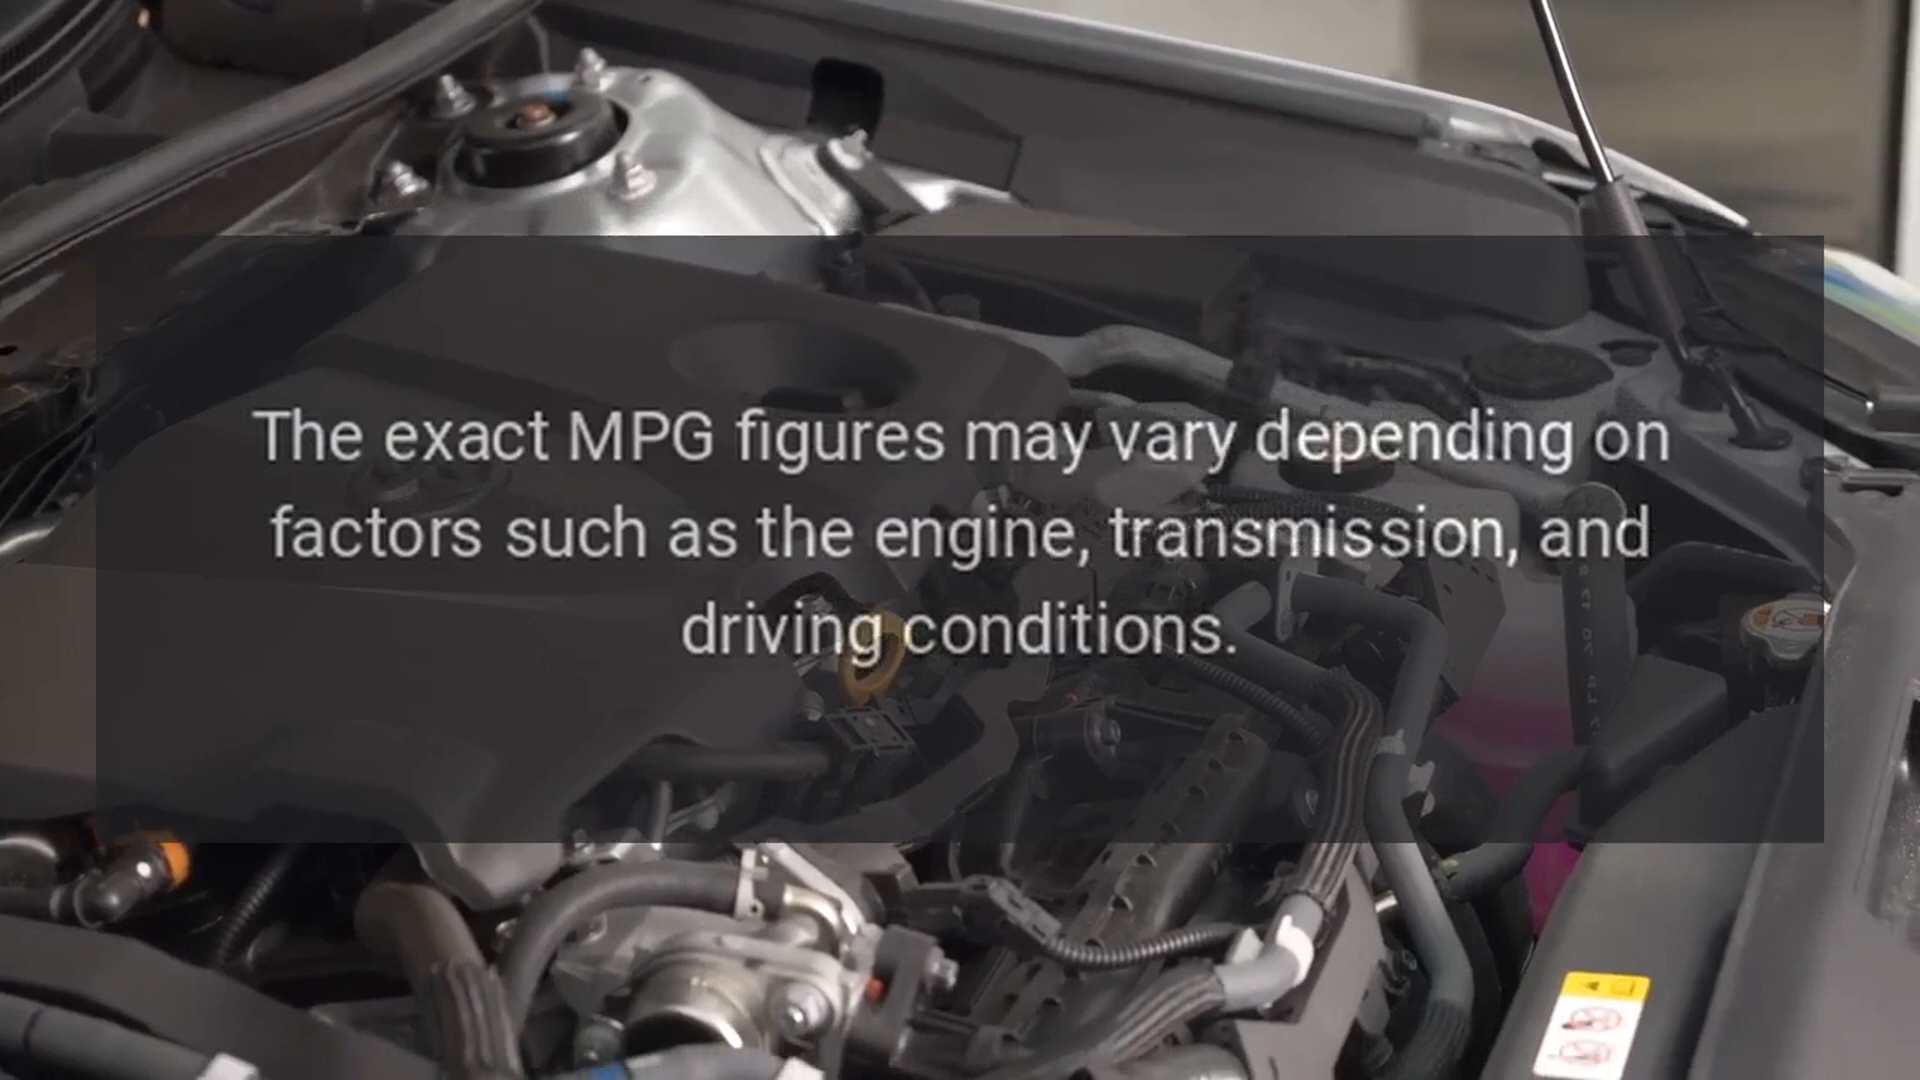 The exact MPG figures may vary depending on
factors such as the engine, transmission, and
driving conditions.